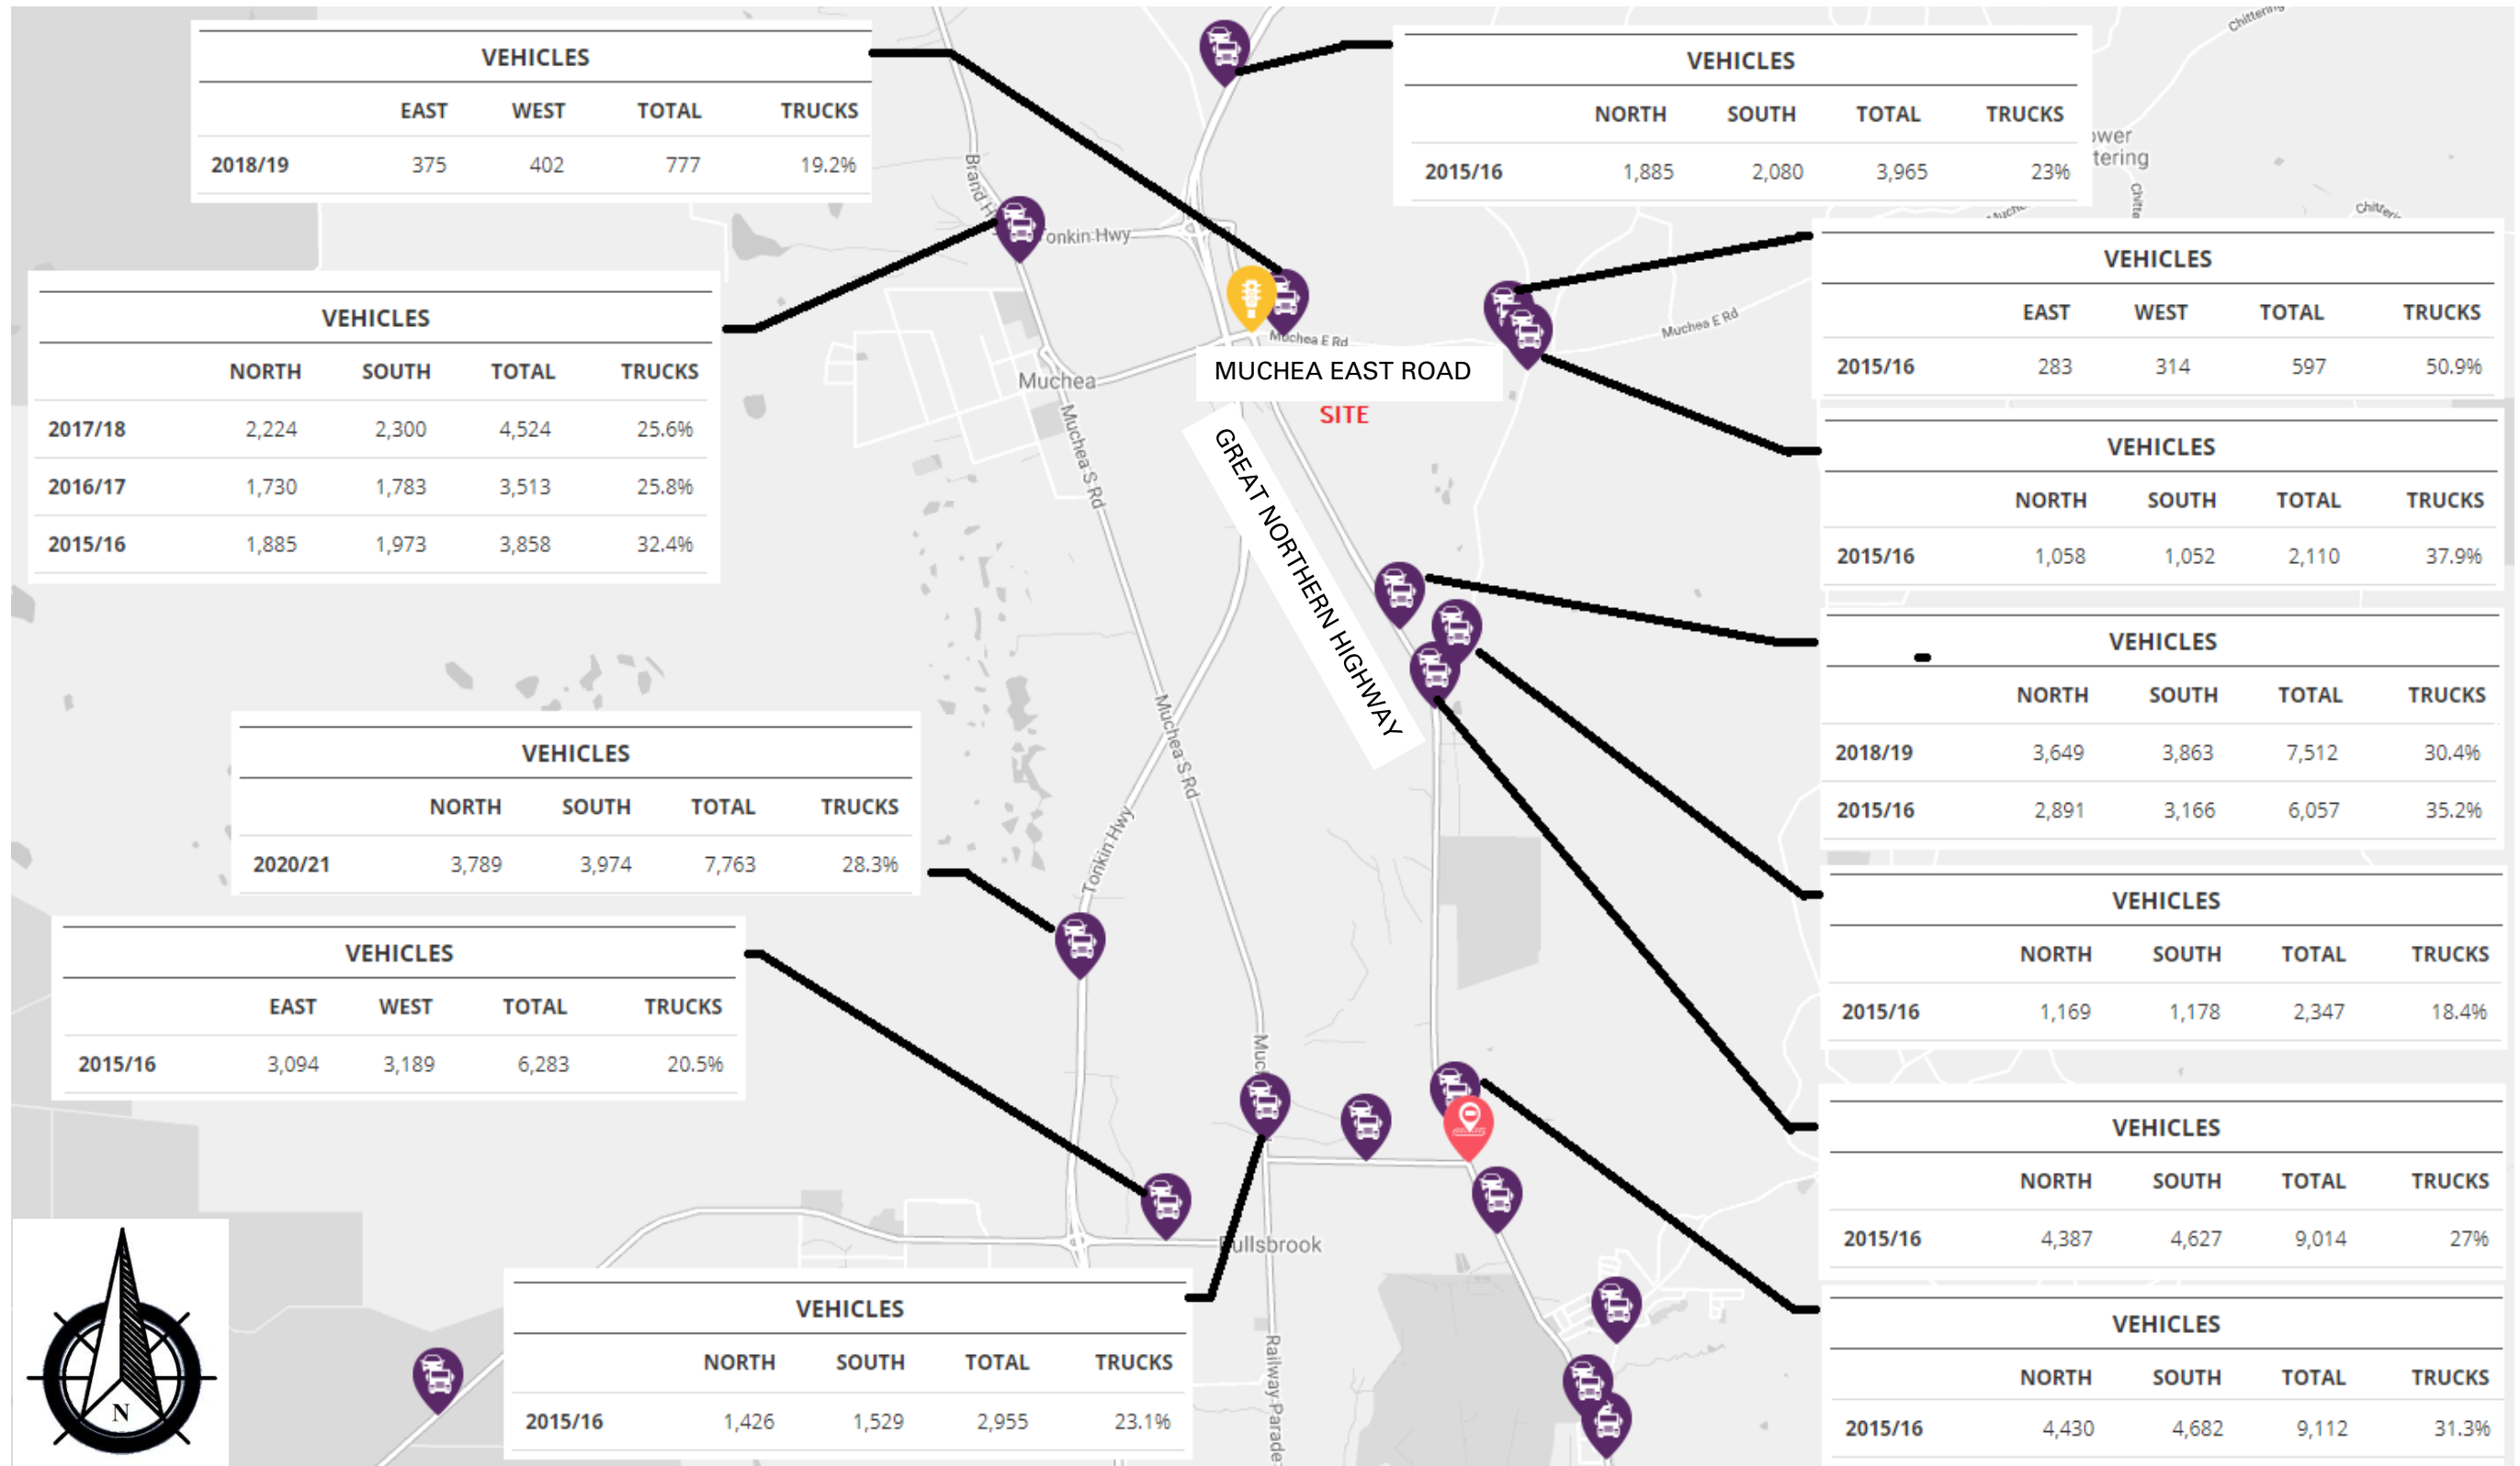 VEHICLES
EAST WEST TOTAL TRUCKS
2018/19 375 402 777 19.2%
VEHICLES
NORTH SOUTH TOTAL TRUCKS
2015/16 1,885 2,080 3,965 23%
VEHICLES
NORTH SOUTH TOTAL TRUCKS
2017/18 2,224 2,300 4,524 25.6%
2016/17 1,730 1,783 3,513 25.8%
2015/16 1,885 1,973 3,858 32.4%
VEHICLES
EAST WEST TOTAL TRUCKS
2015/16 283 314 597 50.9%
VEHICLES
NORTH SOUTH TOTAL TRUCKS
2015/16 1,058 1,052 2,110 37.9%
VEHICLES
NORTH SOUTH TOTAL TRUCKS
2018/19 3,649 3,863 7,512 30.4%
2015/16 2,891 3,166 6,057 35.2%
VEHICLES
NORTH SOUTH TOTAL TRUCKS
2020/21 3,789 3,974 7,763 28.3%
VEHICLES
NORTH SOUTH TOTAL TRUCKS
2015/16 1,169 1,178 2,347 18.4%
VEHICLES
EAST WEST TOTAL TRUCKS
2015/16 3,094 3,189 6,283 20.5%
VEHICLES
NORTH SOUTH TOTAL TRUCKS
2015/16 4,387 4,627 9,014 27%
VEHICLES
NORTH SOUTH TOTAL TRUCKS
2015/16 1,426 1,529 2,955 23.1%
VEHICLES
NORTH SOUTH TOTAL TRUCKS
2015/16 4,430 4,682 9,112 31.3%
Chittering
ower
tering
Chitte
Chitteri
Much
Brand H
onkin Hwy
Muchea E Rd
Muchea E Rd
MUCHEA EAST ROAD
SITE
Muchea
Muchea S Rd
GREAT NORTHERN HIGHWAY
Muchea S Rd
Tonkin Hwy
Muc
ullsbrook
Railway Parade
N